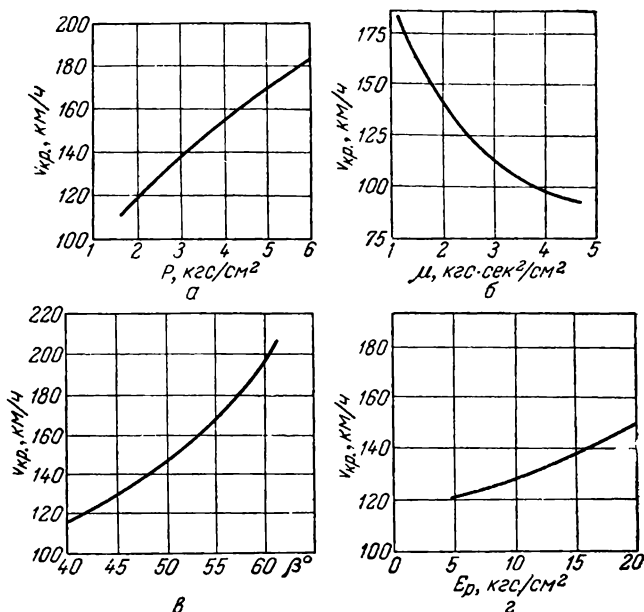 200
180
160
140
120
100
vкр., км/ч
1 2 3 4 5 6
P, кгс/см²
а
175
150
125
100
75
vкр., км/ч
1 2 3 4 5
μ, кгс·сек²/см²
б
220
200
180
160
140
120
100
vкр., км/ч
40 45 50 55 60 β°
в
180
160
140
120
100
vкр., км/ч
0 5 10 15 20
Eр, кгс/см²
г